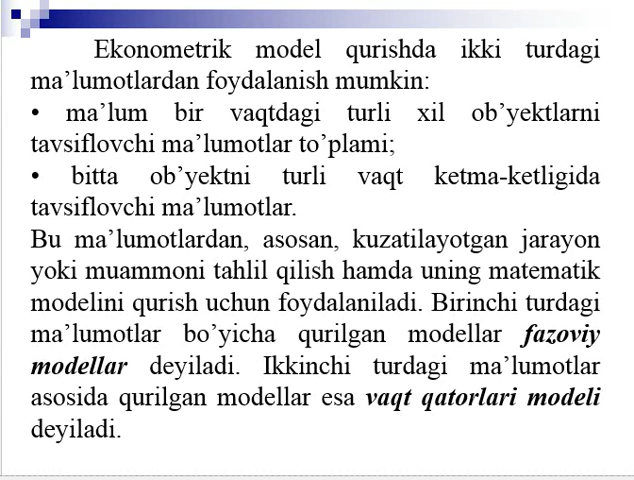 Ekonometrik model qurishda ikki turdagi
ma’lumotlardan foydalanish mumkin:
• ma’lum bir vaqtdagi turli xil ob’yektlarni
tavsiflovchi ma’lumotlar to’plami;
• bitta ob’yektni turli vaqt ketma-ketligida
tavsiflovchi ma’lumotlar.
Bu ma’lumotlardan, asosan, kuzatilayotgan jarayon
yoki muammoni tahlil qilish hamda uning matematik
modelini qurish uchun foydalaniladi. Birinchi turdagi
ma’lumotlar bo’yicha qurilgan modellar fazoviy
modellar deyiladi. Ikkinchi turdagi ma’lumotlar
asosida qurilgan modellar esa vaqt qatorlari modeli
deyiladi.